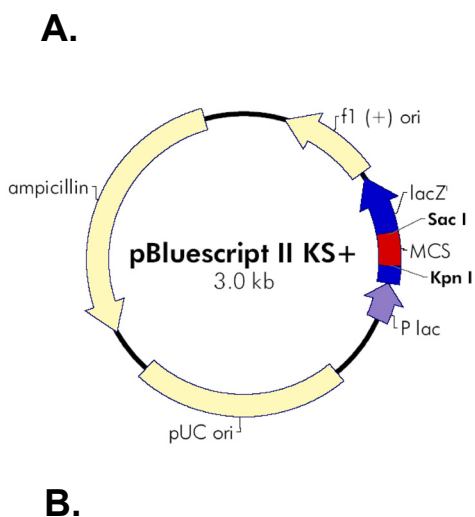 A.
f1 (+) ori
ampicillin
lacZ'
Sac I
pBluescript II KS+
MCS
3.0 kb
Kpn I
P lac
pUC ori
B.